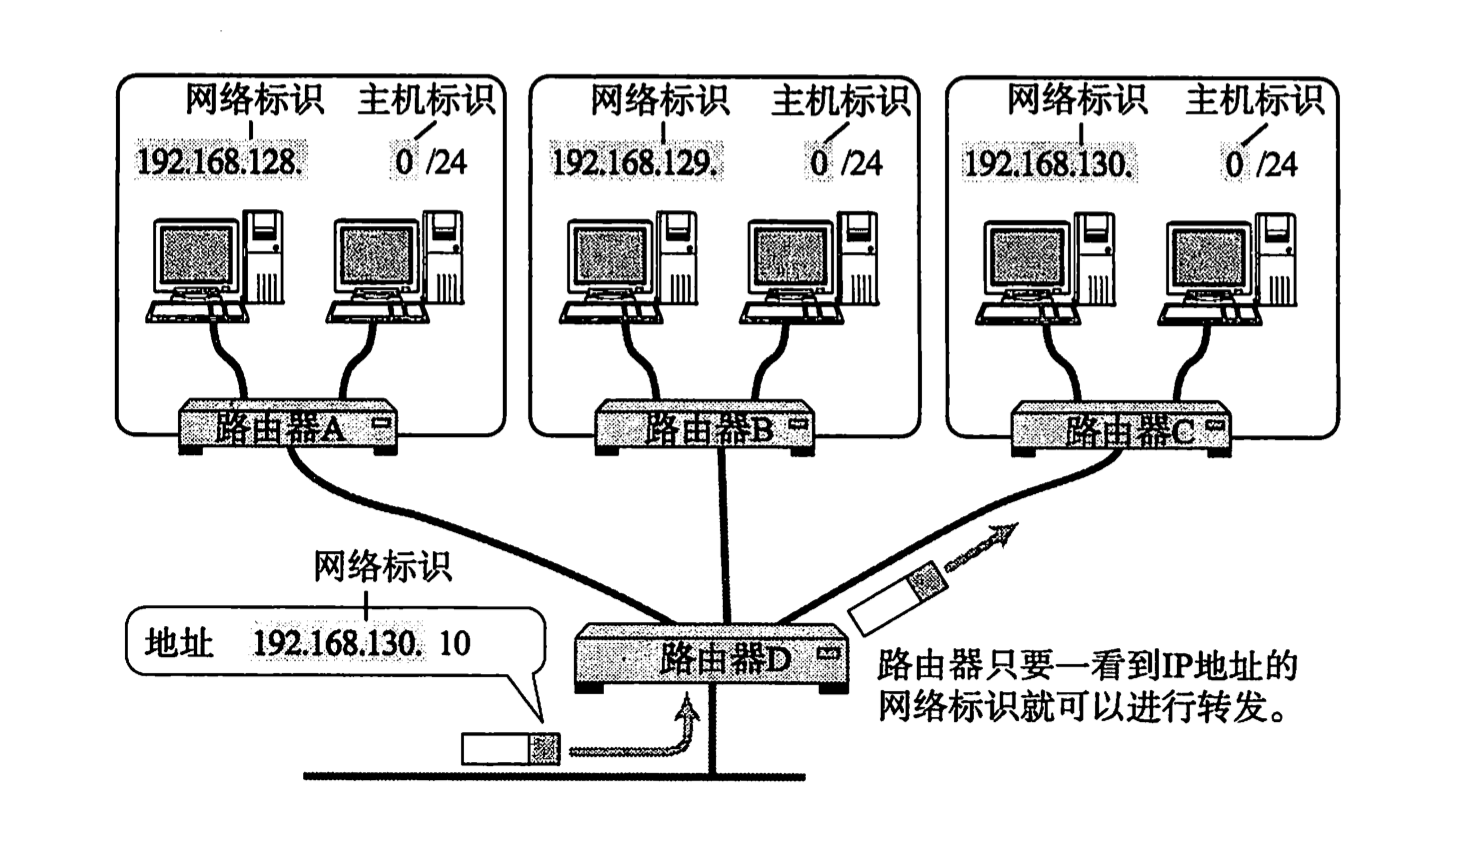 网络标识 主机标识
192.168.128. 0 /24
路由器A
网络标识 主机标识
192.168.129. 0 /24
路由器B
网络标识 主机标识
192.168.130. 0 /24
路由器C
网络标识
地址 192.168.130. 10
路由器D
路由器只要一看到IP地址的
网络标识就可以进行转发。